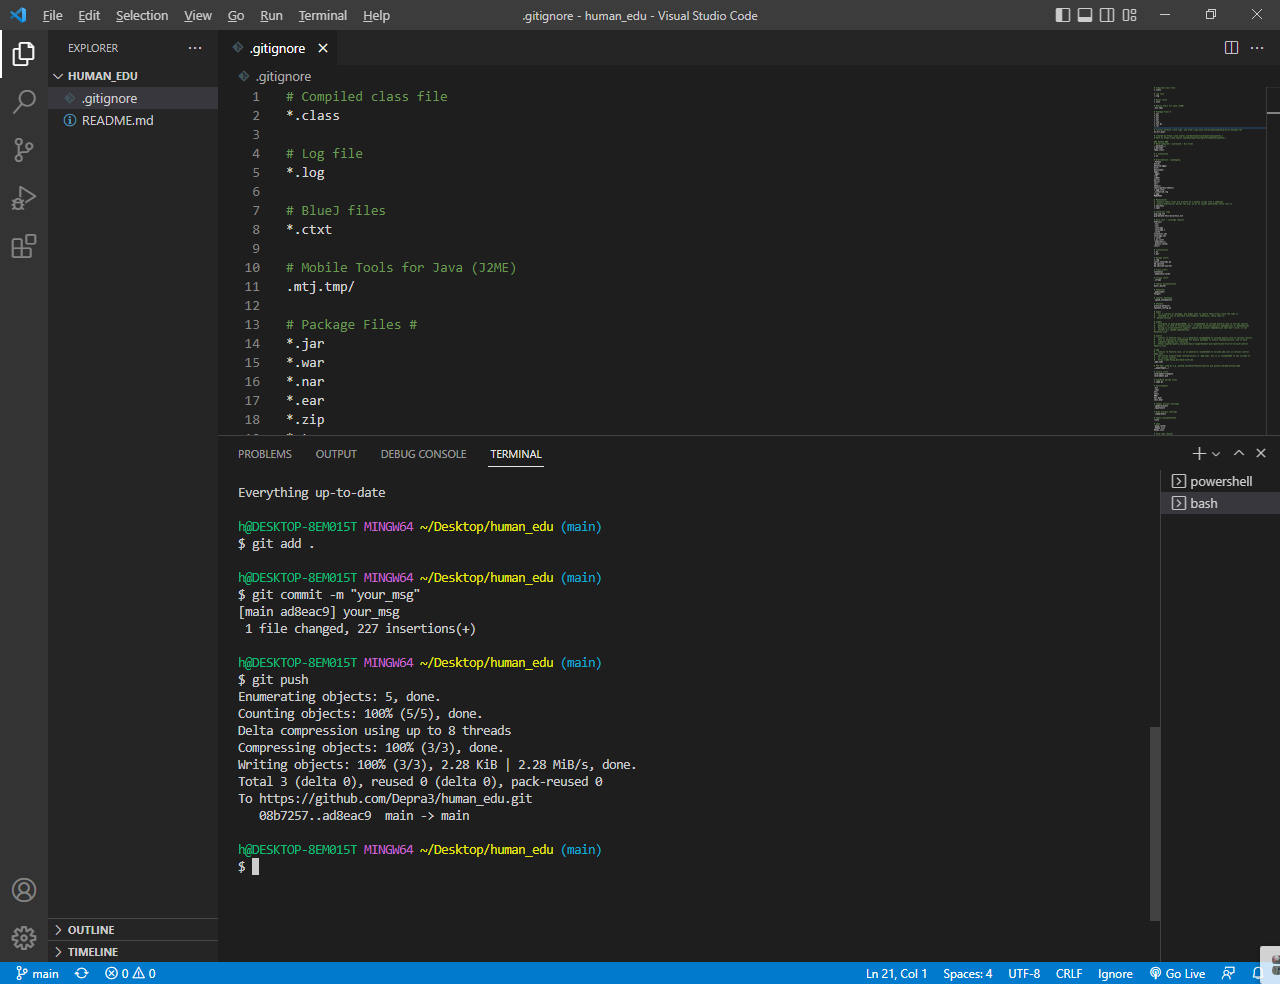 File Edit Selection View Go Run Terminal Help .gitignore - human_edu - Visual Studio Code
EXPLORER
HUMAN_EDU
.gitignore
README.md
OUTLINE
TIMELINE
.gitignore
.gitignore
1 # Compiled class file
2 *.class
3
4 # Log file
5 *.log
6
7 # BlueJ files
8 *.ctxt
9
10 # Mobile Tools for Java (J2ME)
11 .mtj.tmp/
12
13 # Package Files #
14 *.jar
15 *.war
16 *.nar
17 *.ear
18 *.zip
PROBLEMS OUTPUT DEBUG CONSOLE TERMINAL
powershell
bash
Everything up-to-date
h@DESKTOP-8EM015T MINGW64 ~/Desktop/human_edu (main)
$ git add .
h@DESKTOP-8EM015T MINGW64 ~/Desktop/human_edu (main)
$ git commit -m "your_msg"
[main ad8eac9] your_msg
1 file changed, 227 insertions(+)
h@DESKTOP-8EM015T MINGW64 ~/Desktop/human_edu (main)
$ git push
Enumerating objects: 5, done.
Counting objects: 100% (5/5), done.
Delta compression using up to 8 threads
Compressing objects: 100% (3/3), done.
Writing objects: 100% (3/3), 2.28 KiB | 2.28 MiB/s, done.
Total 3 (delta 0), reused 0 (delta 0), pack-reused 0
To https://github.com/Depra3/human_edu.git
08b7257..ad8eac9 main -> main
h@DESKTOP-8EM015T MINGW64 ~/Desktop/human_edu (main)
$
main 0 0 Ln 21, Col 1 Spaces: 4 UTF-8 CRLF Ignore Go Live